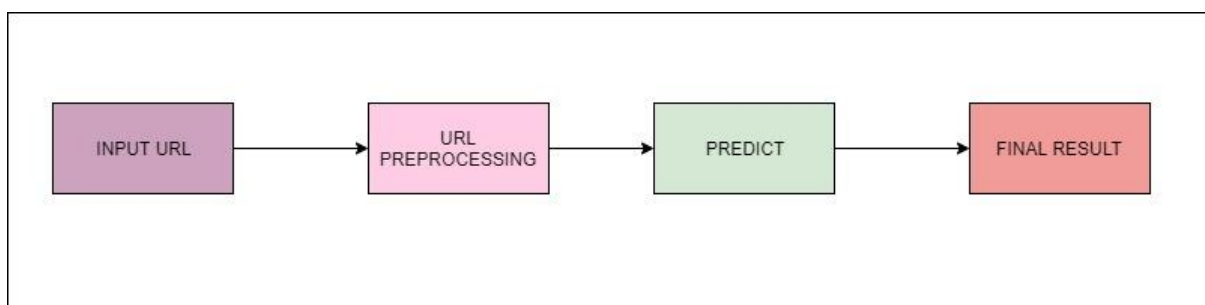 INPUT URL
URL
PREPROCESSING
PREDICT
FINAL RESULT